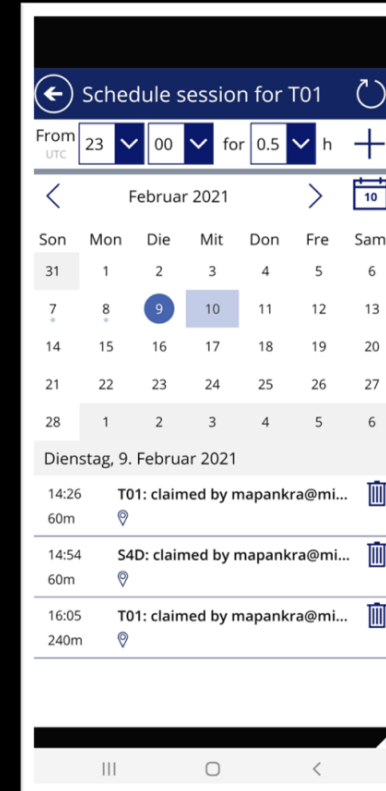 Schedule session for T01
From 23 00 for 0.5 h
UTC
Februar 2021 10
Son Mon Die Mit Don Fre Sam
31 1 2 3 4 5 6
7 8 9 10 11 12 13
14 15 16 17 18 19 20
21 22 23 24 25 26 27
28 1 2 3 4 5 6
Dienstag, 9. Februar 2021
14:26 T01: claimed by mapankra@mi...
60m
14:54 S4D: claimed by mapankra@mi...
60m
16:05 T01: claimed by mapankra@mi...
240m